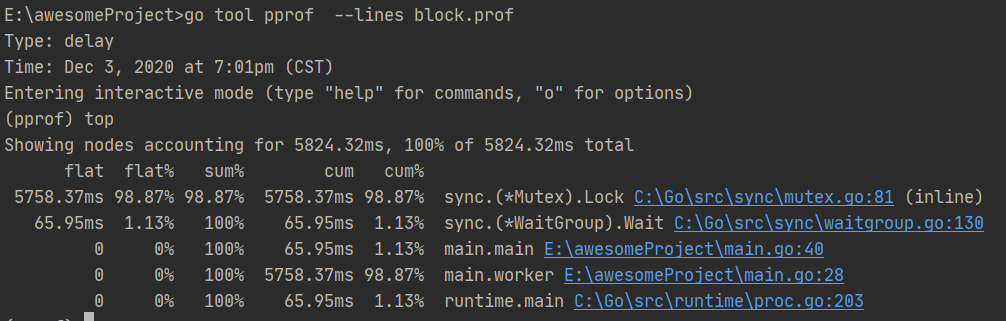 E:\awesomeProject>go tool pprof  --lines block.prof
Type: delay
Time: Dec 3, 2020 at 7:01pm (CST)
Entering interactive mode (type "help" for commands, "o" for options)
(pprof) top
Showing nodes accounting for 5824.32ms, 100% of 5824.32ms total
      flat  flat%   sum%        cum   cum%
 5758.37ms 98.87% 98.87%  5758.37ms 98.87%  sync.(*Mutex).Lock C:\Go\src\sync\mutex.go:81 (inline)
   65.95ms  1.13%   100%    65.95ms  1.13%  sync.(*WaitGroup).Wait C:\Go\src\sync\waitgroup.go:130
         0     0%   100%    65.95ms  1.13%  main.main E:\awesomeProject\main.go:40
         0     0%   100%  5758.37ms 98.87%  main.worker E:\awesomeProject\main.go:28
         0     0%   100%    65.95ms  1.13%  runtime.main C:\Go\src\runtime\proc.go:203